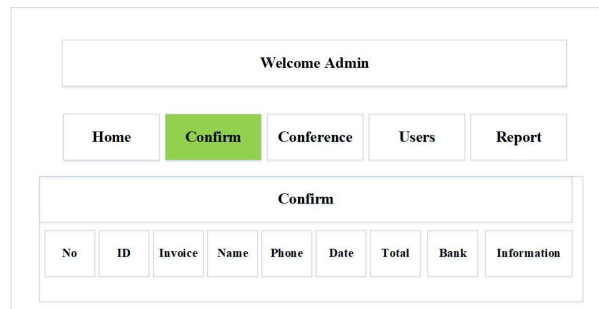 Welcome Admin
Home Confirm Conference Users Report
Confirm
No ID Invoice Name Phone Date Total Bank Information